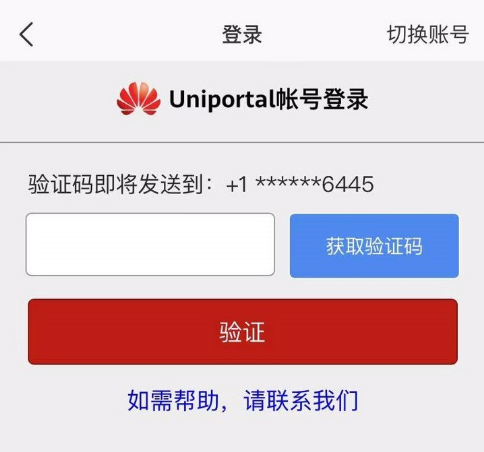 登录 切换账号
Uniportal帐号登录
验证码即将发送到：+1 ******6445
获取验证码
验证
如需帮助，请联系我们